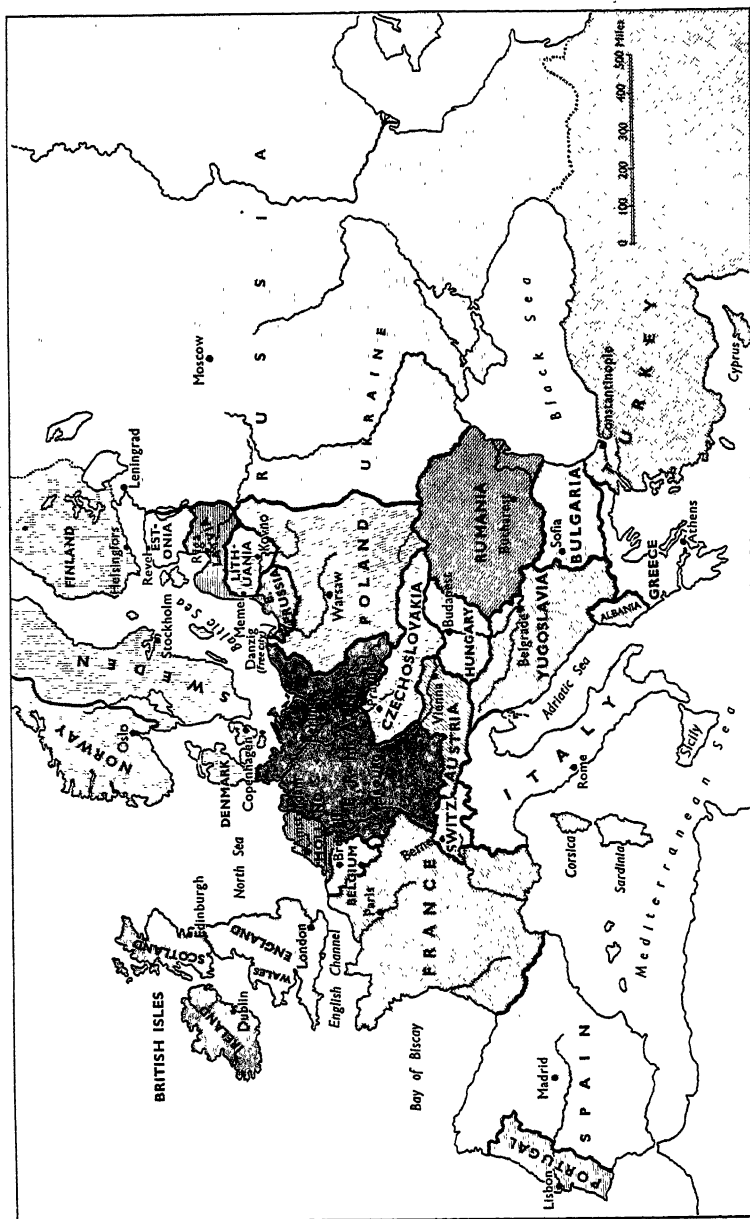 BRITISH ISLES
SCOTLAND
Edinburgh
IRELAND
Dublin
ENGLAND
WALES
London
English Channel
North Sea
Bay of Biscay
NORWAY
Oslo
SWEDEN
Stockholm
Baltic Sea
FINLAND
Helsingfors
Leningrad
Revel
ESTONIA
Riga
LATVIA
LITHUANIA
Memel
Kovno
Danzig
(free city)
E. PRUSSIA
DENMARK
Copenhagen
RUSSIA
Moscow
UKRAINE
POLAND
Warsaw
BELGIUM
Paris
FRANCE
Berne
SWITZ.
AUSTRIA
Vienna
CZECHOSLOVAKIA
HUNGARY
Budapest
RUMANIA
Bucharest
YUGOSLAVIA
Belgrade
BULGARIA
Sofia
ALBANIA
GREECE
Athens
Constantinople
TURKEY
Black Sea
Cyprus
ITALY
Rome
Adriatic Sea
Corsica
Sardinia
Sicily
Mediterranean Sea
SPAIN
Madrid
PORTUGAL
Lisbon
0 100 200 300 400 500 Miles